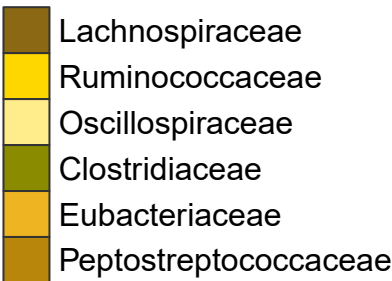 Lachnospiraceae
Ruminococcaceae
Oscillospiraceae
Clostridiaceae
Eubacteriaceae
Peptostreptococcaceae